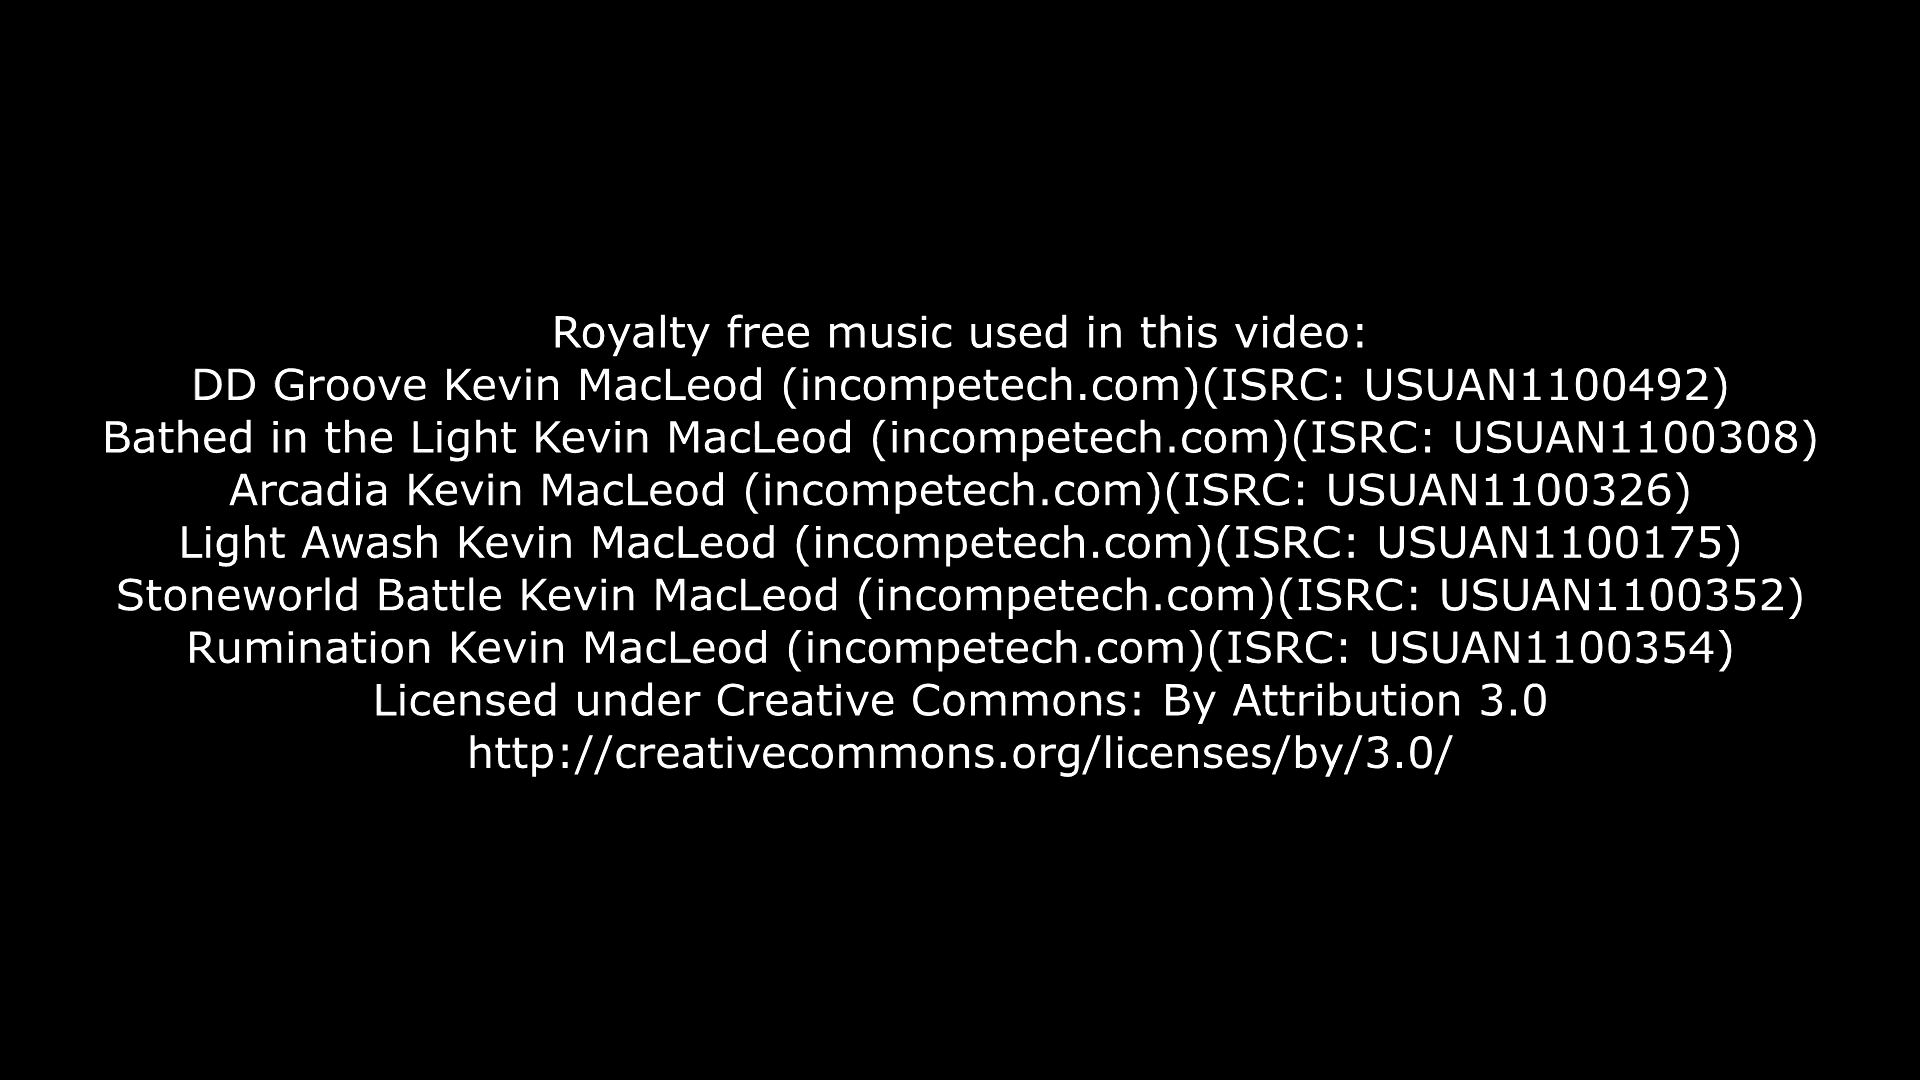 Royalty free music used in this video:
DD Groove Kevin MacLeod (incompetech.com)(ISRC: USUAN1100492)
Bathed in the Light Kevin MacLeod (incompetech.com)(ISRC: USUAN1100308)
Arcadia Kevin MacLeod (incompetech.com)(ISRC: USUAN1100326)
Light Awash Kevin MacLeod (incompetech.com)(ISRC: USUAN1100175)
Stoneworld Battle Kevin MacLeod (incompetech.com)(ISRC: USUAN1100352)
Rumination Kevin MacLeod (incompetech.com)(ISRC: USUAN1100354)
Licensed under Creative Commons: By Attribution 3.0
http://creativecommons.org/licenses/by/3.0/